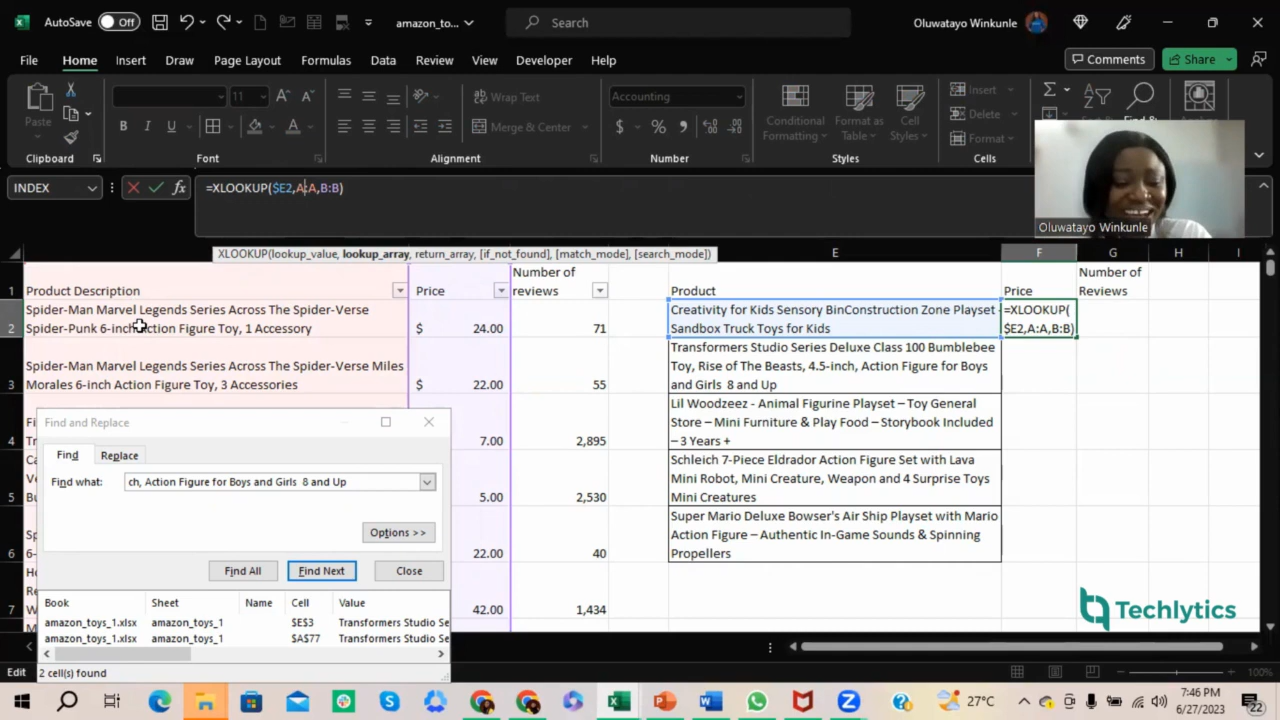 AutoSave
Off
amazon_to...
Search
Oluwatayo Winkunle
File
Home
Insert
Draw
Page Layout
Formulas
Data
Review
View
Developer
Help
Comments
Share
Paste
11
Wrap Text
Merge & Center
Accounting
Conditional
Formatting
Format as
Table
Cell
Styles
Insert
Delete
Format
Clipboard
Font
Alignment
Number
Styles
Cells
INDEX
=XLOOKUP($E2,A:A,B:B)
Oluwatayo Winkunle
XLOOKUP(lookup_value, lookup_array, return_array, [if_not_found], [match_mode], [search_mode])
E
F
G
H
I
1
Product Description
Price
Number of
reviews
Product
Price
Number of
Reviews
2
Spider-Man Marvel Legends Series Across The Spider-Verse
Spider-Punk 6-inch Action Figure Toy, 1 Accessory
$ 24.00
71
Creativity for Kids Sensory BinConstruction Zone Playset -
Sandbox Truck Toys for Kids
=XLOOKUP(
$E2,A:A,B:B)
3
Spider-Man Marvel Legends Series Across The Spider-Verse Miles
Morales 6-inch Action Figure Toy, 3 Accessories
$ 22.00
55
Transformers Studio Series Deluxe Class 100 Bumblebee
Toy, Rise of The Beasts, 4.5-inch, Action Figure for Boys
and Girls  8 and Up
4
7.00
2,895
Lil Woodzeez - Animal Figurine Playset – Toy General
Store – Mini Furniture & Play Food – Storybook Included
– 3 Years +
5
5.00
2,530
Schleich 7-Piece Eldrador Action Figure Set with Lava
Mini Robot, Mini Creature, Weapon and 4 Surprise Toys
Mini Creatures
6
22.00
40
Super Mario Deluxe Bowser's Air Ship Playset with Mario
Action Figure – Authentic In-Game Sounds & Spinning
Propellers
7
42.00
1,434
Find and Replace
Find
Replace
Find what:
ch, Action Figure for Boys and Girls  8 and Up
Options >>
Find All
Find Next
Close
Book
Sheet
Name
Cell
Value
amazon_toys_1.xlsx
amazon_toys_1
$E$3
Transformers Studio Se
amazon_toys_1.xlsx
amazon_toys_1
$A$77
Transformers Studio Se
2 cell(s) found
Techlytics
Edit
100%
27°C
7:46 PM
6/27/2023
22